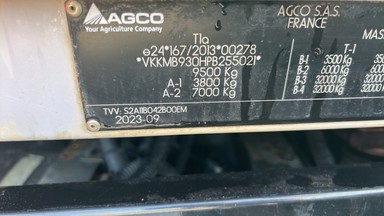 AGCO
Your Agriculture Company
AGCO S.A.S.
FRANCE
T1a
e24*167/2013*00278
*VKKMB930HPB255021*
9500 Kg
A-1 3800 Kg
A-2 7000 Kg
T-1
B-1 3500 Kg
B-2 6000 Kg
B-3 32000 Kg
B-4 32000 Kg
TVV:
2023-09